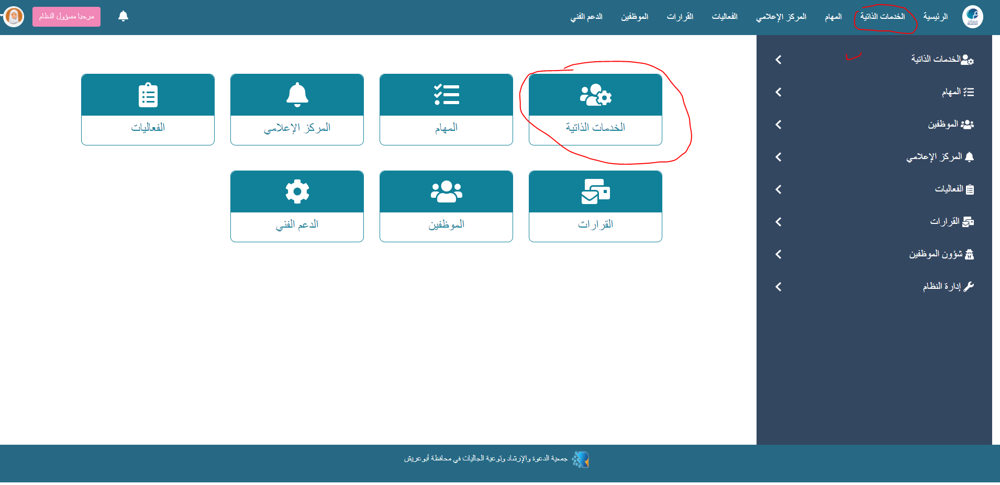 الرئيسية
الخدمات الذاتية
المهام
المركز الإعلامي
الفعاليات
القرارات
الموظفين
الدعم الفني
مرحبا مسؤول النظام
مساند
Musanid
الخدمات الذاتية
المهام
الموظفين
المركز الإعلامي
الفعاليات
القرارات
شؤون الموظفين
إدارة النظام
الخدمات الذاتية
المهام
المركز الإعلامي
الفعاليات
القرارات
الموظفين
الدعم الفني
جمعية الدعوة والإرشاد وتوعية الجاليات في محافظة أبوعريش